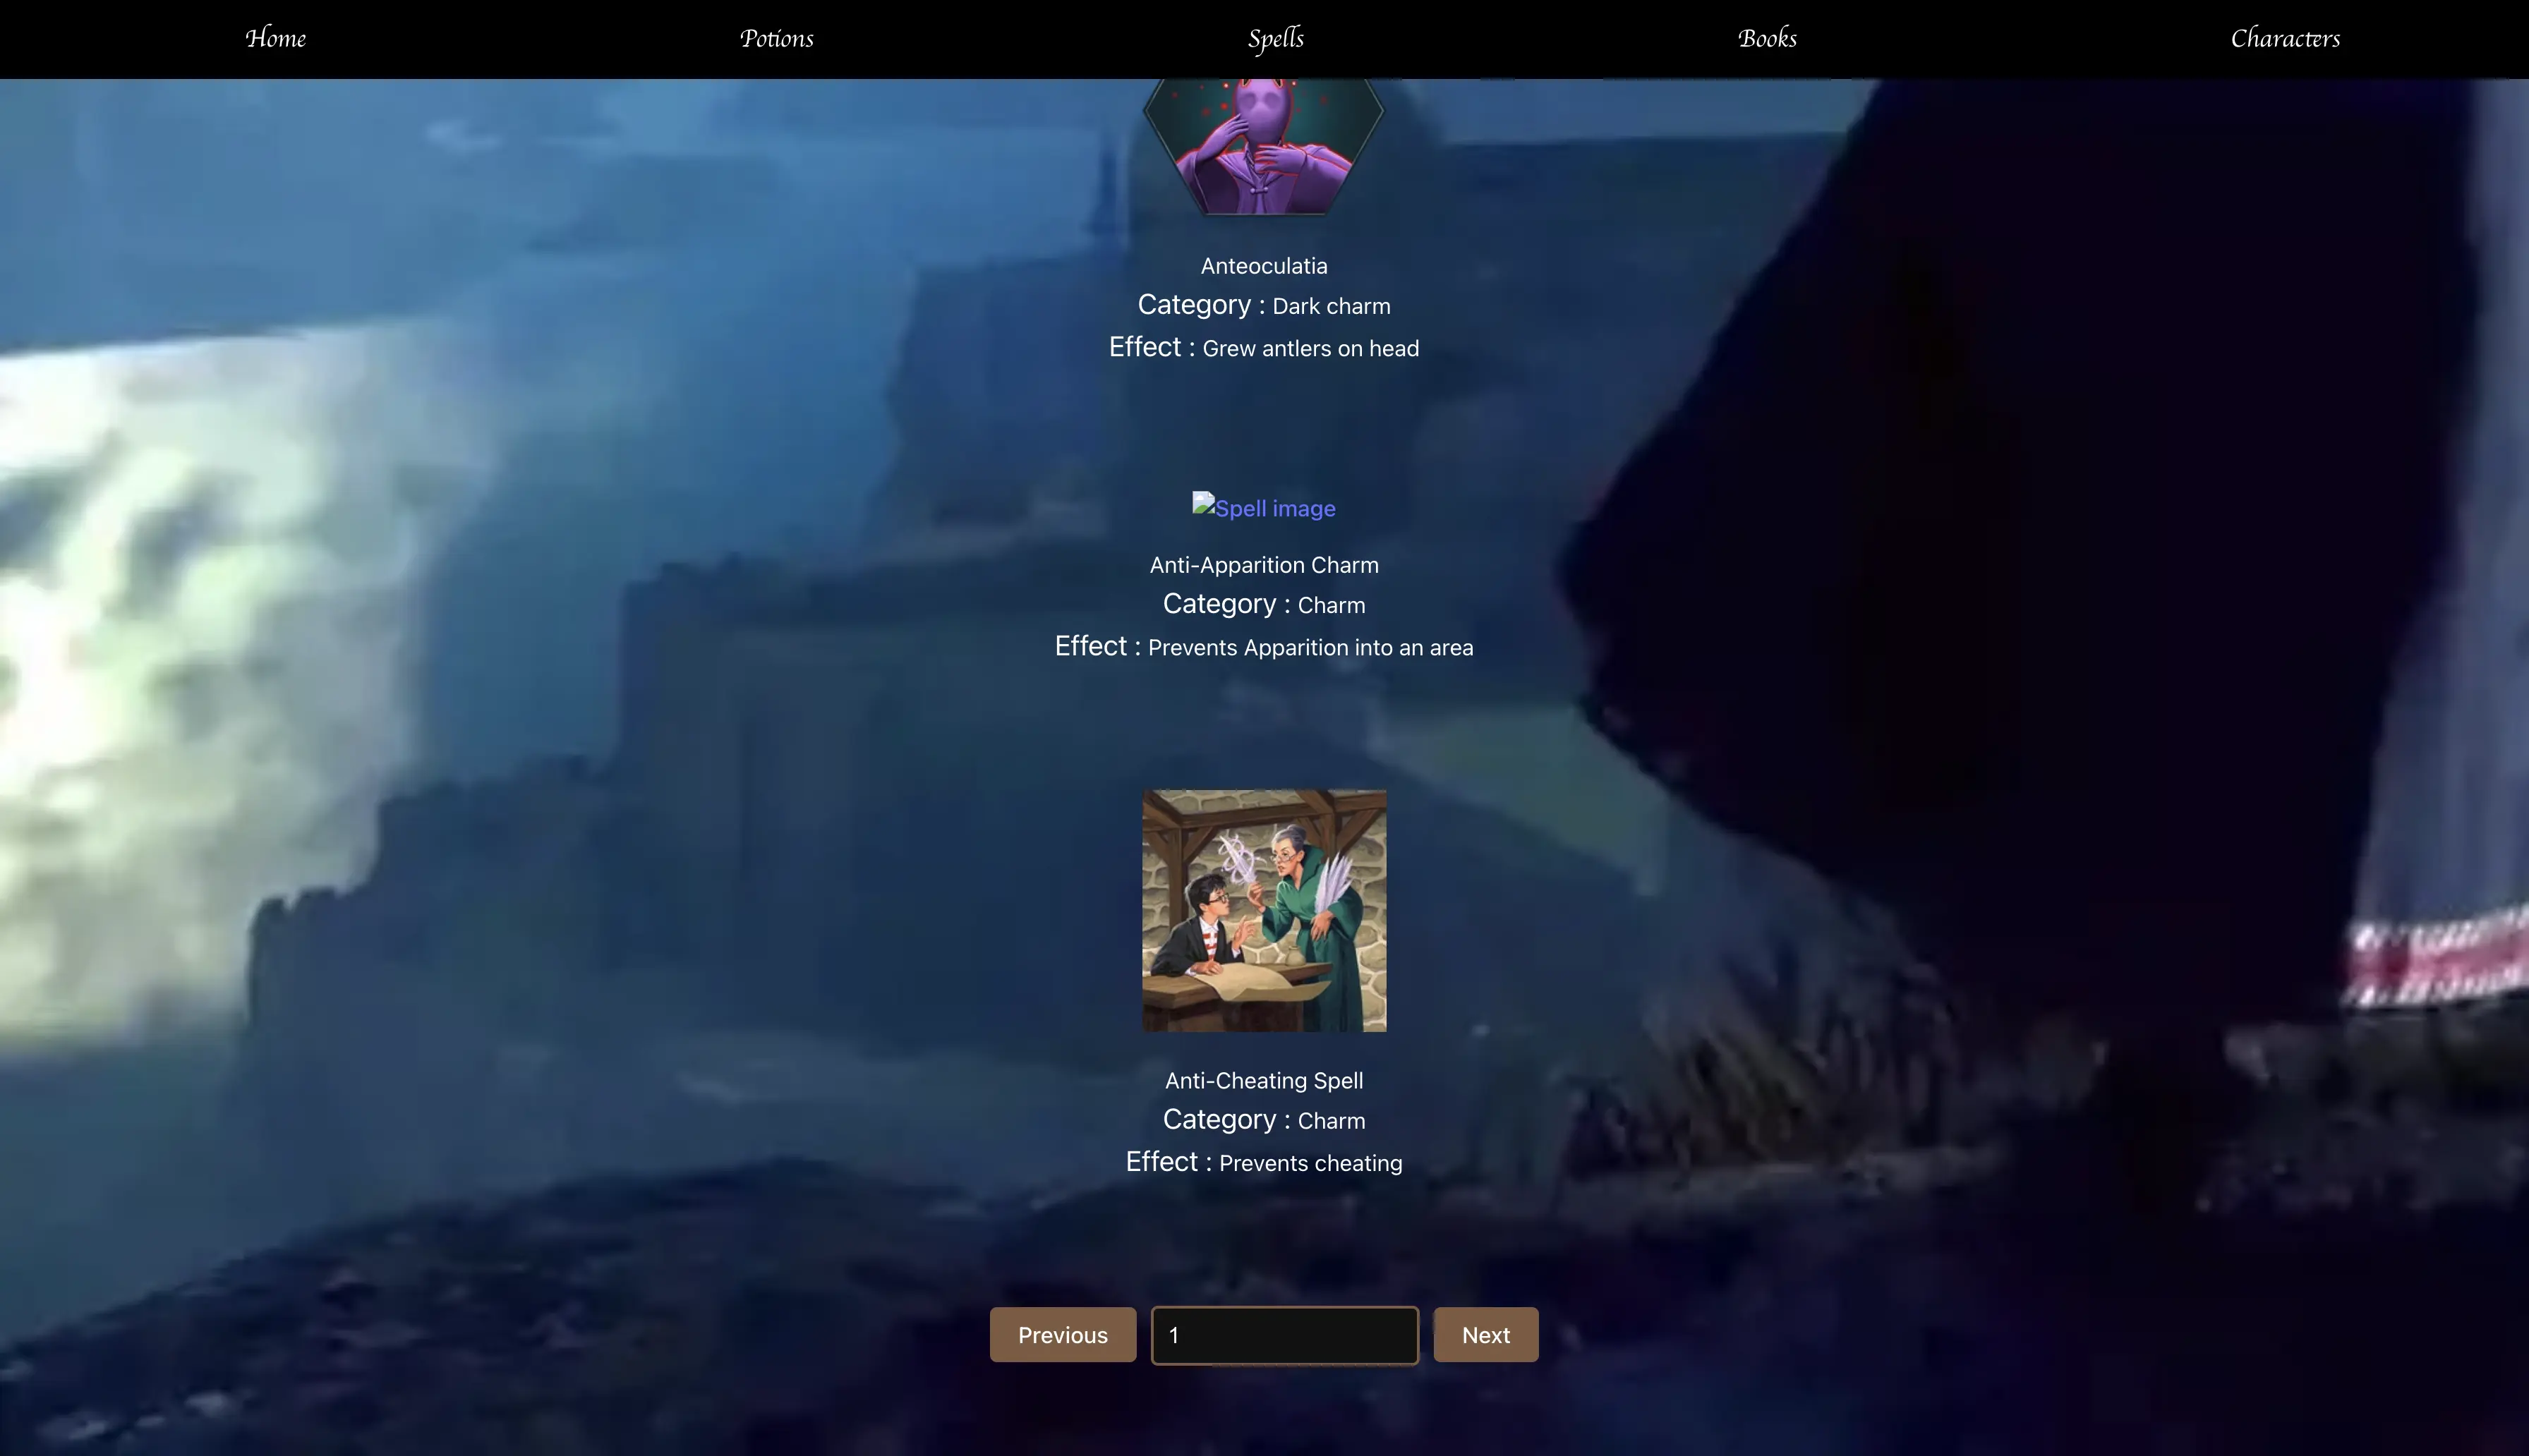 Home Potions Spells Books Characters
Anteoculatia
Category : Dark charm
Effect : Grew antlers on head
Spell image
Anti-Apparition Charm
Category : Charm
Effect : Prevents Apparition into an area
Anti-Cheating Spell
Category : Charm
Effect : Prevents cheating
Previous 1 Next